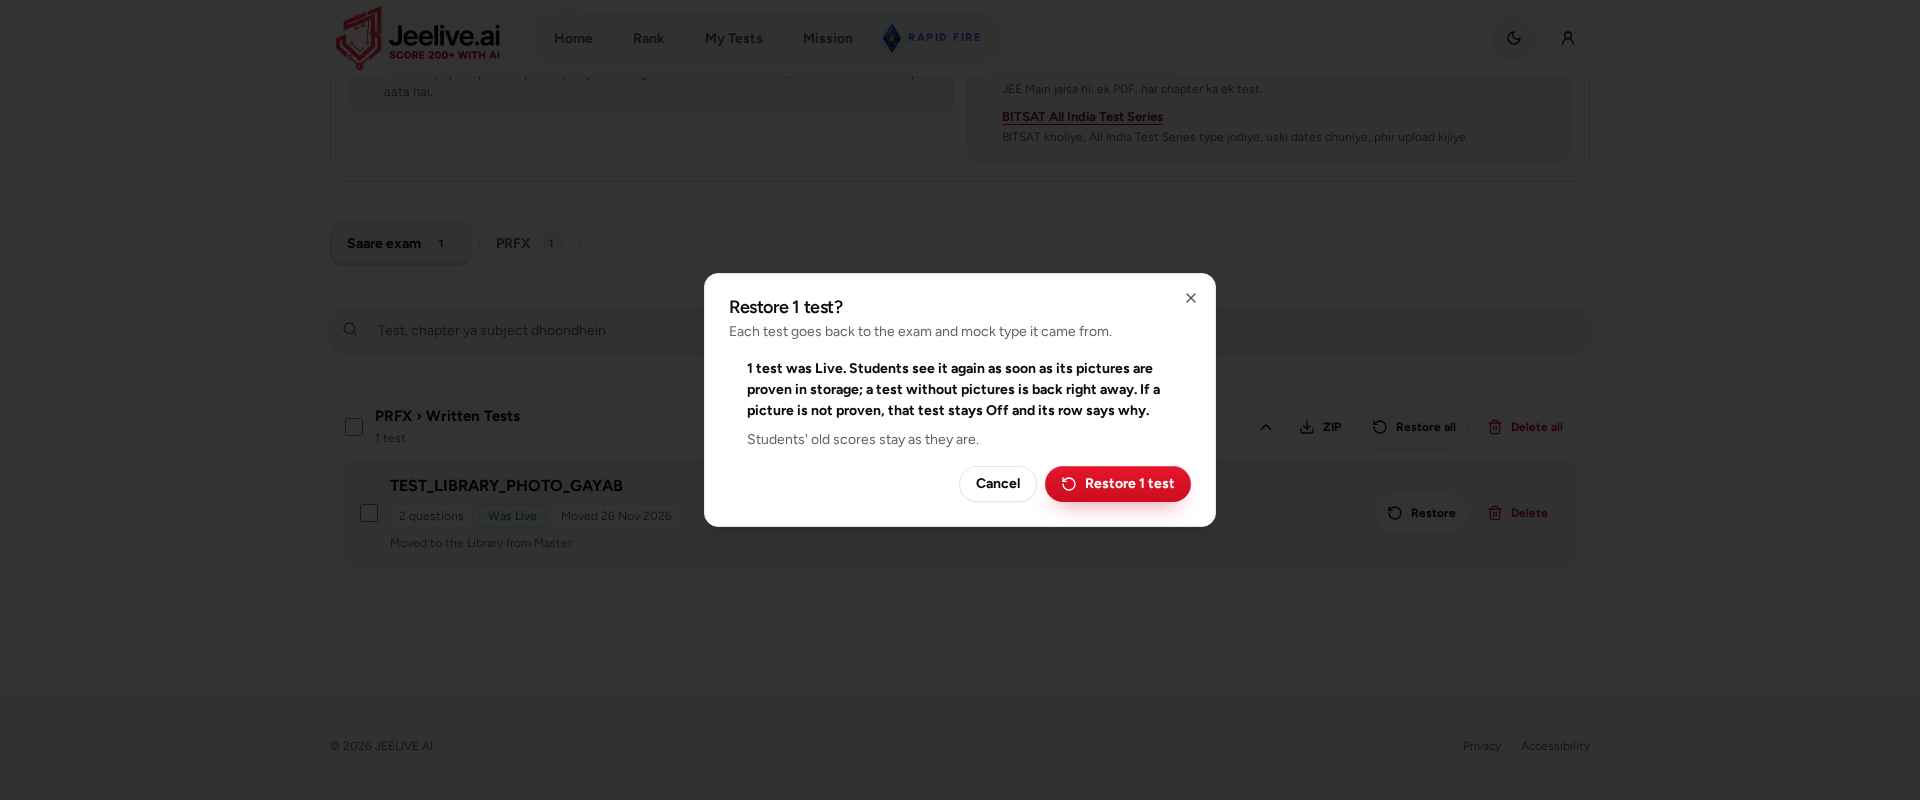 Jeelive.ai
SCORE 200+ WITH AI
Home
Rank
My Tests
Mission
RAPID FIRE
aata hai.
JEE Main jaisa hi: ek PDF, har chapter ka ek test.
BITSAT All India Test Series
BITSAT kholiye, All India Test Series type jodiye, uski dates chuniye, phir upload kijiye.
Saare exam 1
PRFX 1
Test, chapter ya subject dhoondhein
Restore 1 test?
Each test goes back to the exam and mock type it came from.
1 test was Live. Students see it again as soon as its pictures are
proven in storage; a test without pictures is back right away. If a
picture is not proven, that test stays Off and its row says why.
Students' old scores stay as they are.
Cancel
Restore 1 test
PRFX › Written Tests
1 test
ZIP
Restore all
Delete all
TEST_LIBRARY_PHOTO_GAYAB
2 questions
Was Live
Moved 26 Nov 2026
Moved to the Library from Master
Restore
Delete
© 2026 JEELIVE.AI
Privacy
Accessibility